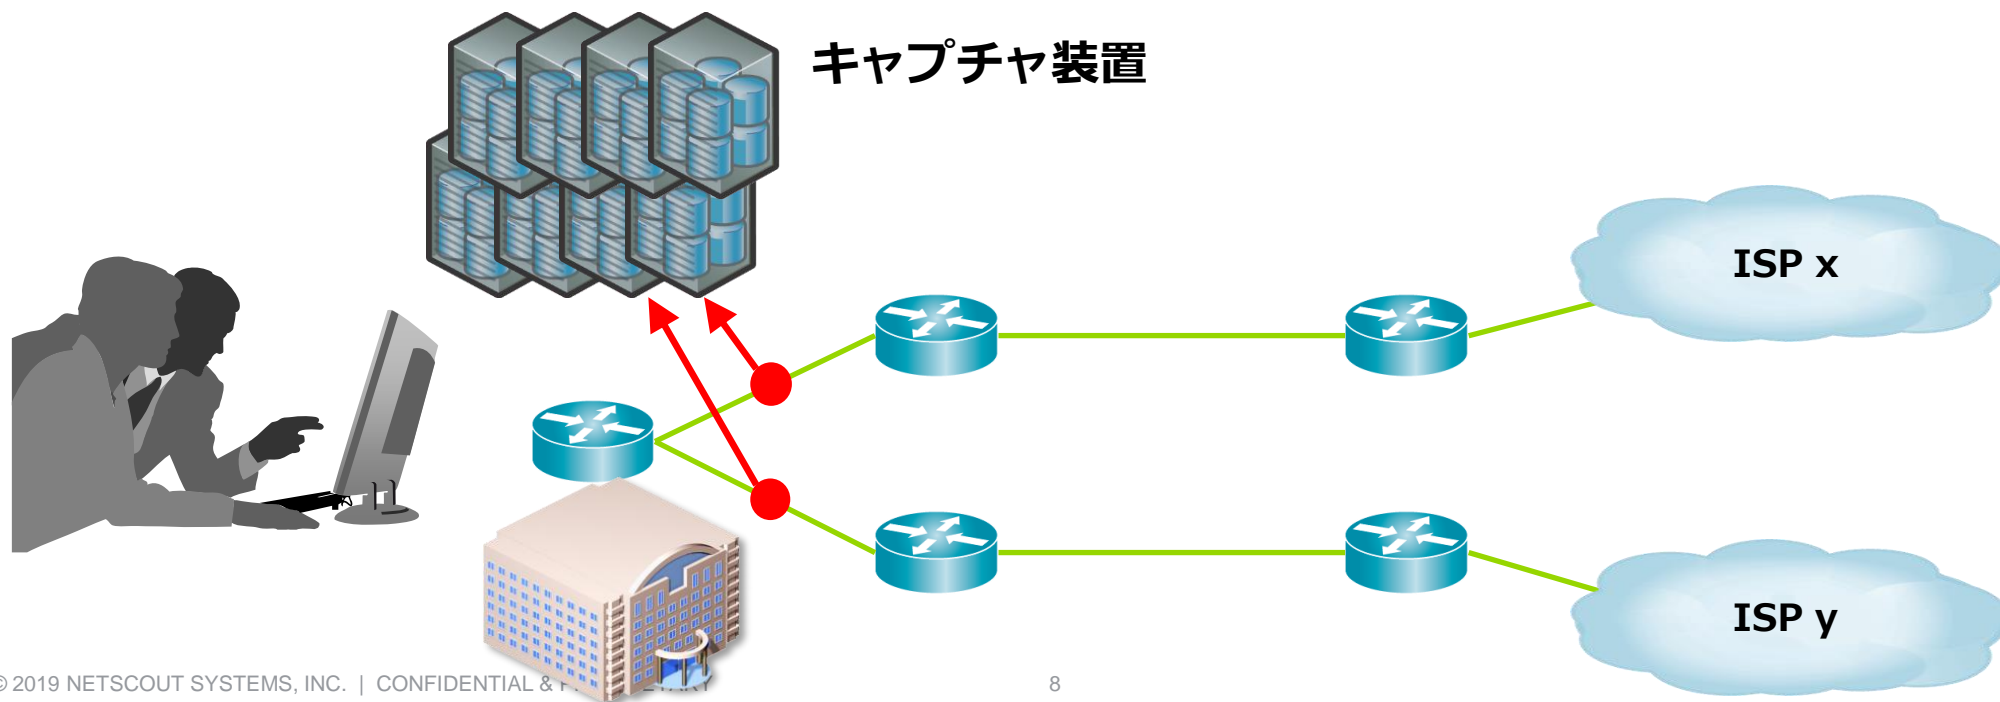 キャプチャ装置
ISP x
ISP y
© 2019 NETSCOUT SYSTEMS, INC. | CONFIDENTIAL &
8